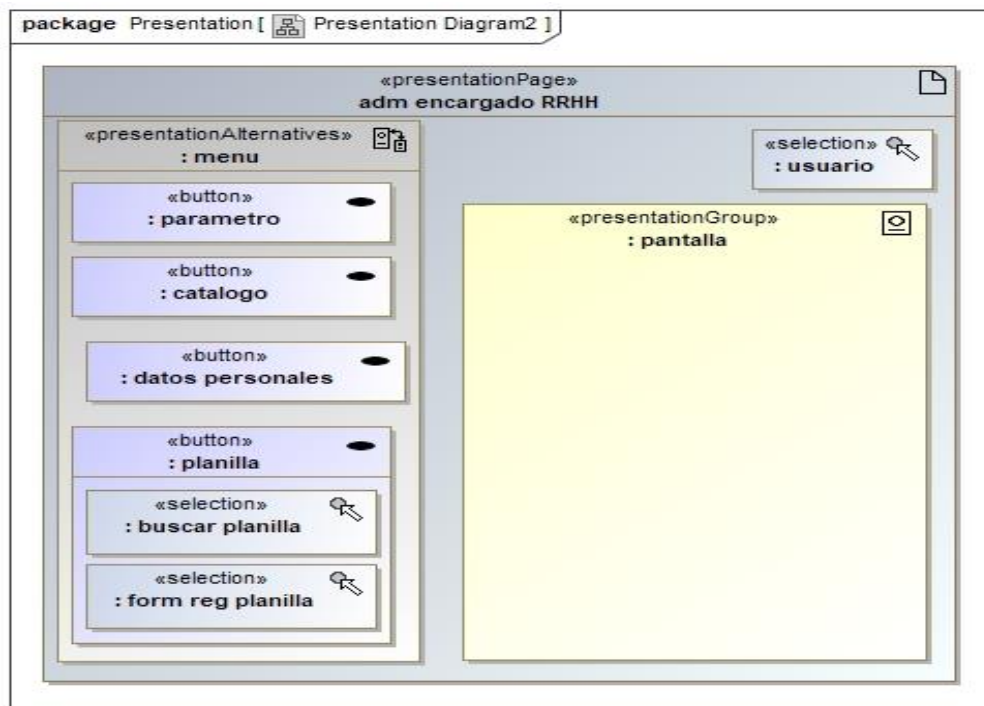 package Presentation [ Presentation Diagram2 ]
«presentationPage»
adm encargado RRHH
«presentationAlternatives»
: menu
«button»
: parametro
«button»
: catalogo
«button»
: datos personales
«button»
: planilla
«selection»
: buscar planilla
«selection»
: form reg planilla
«selection»
: usuario
«presentationGroup»
: pantalla